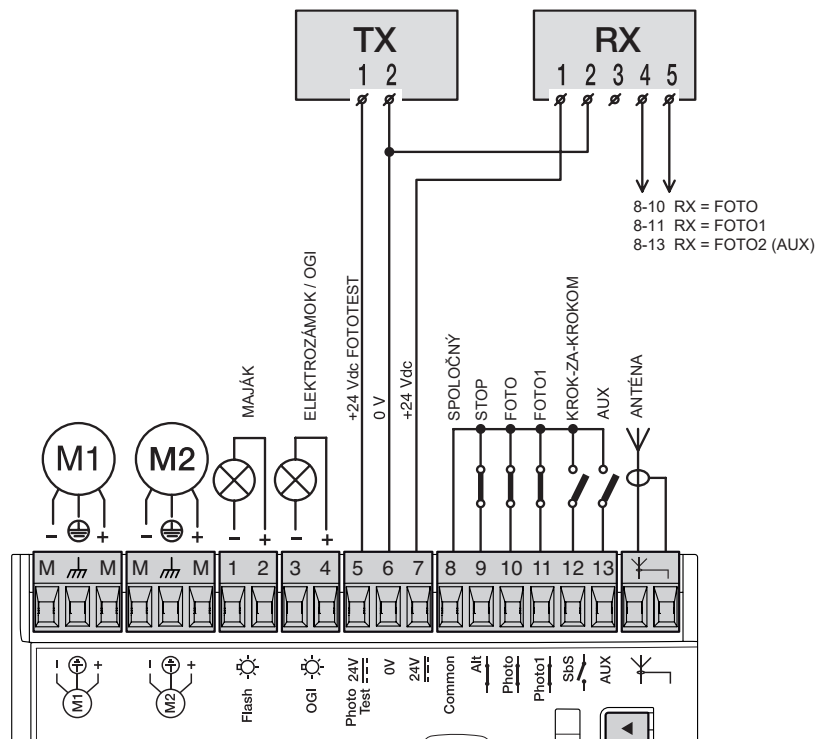 TX
1 2
RX
1 2 3 4 5
8-10 RX = FOTO
8-11 RX = FOTO1
8-13 RX = FOTO2 (AUX)
MAJÁK
ELEKTROZÁMOK / OGI
+24 Vdc FOTOTEST
0 V
+24 Vdc
SPOLOČNÝ
STOP
FOTO
FOTO1
KROK-ZA-KROKOM
AUX
ANTÉNA
M1
M2
- +
- +
- +
- +
M M M M 1 2 3 4 5 6 7 8 9 10 11 12 13
- +
M1
- +
M2
Flash
OGI
Photo 24V
Test
0V
24V
Common
Alt
Photo
Photo1
SbS
AUX